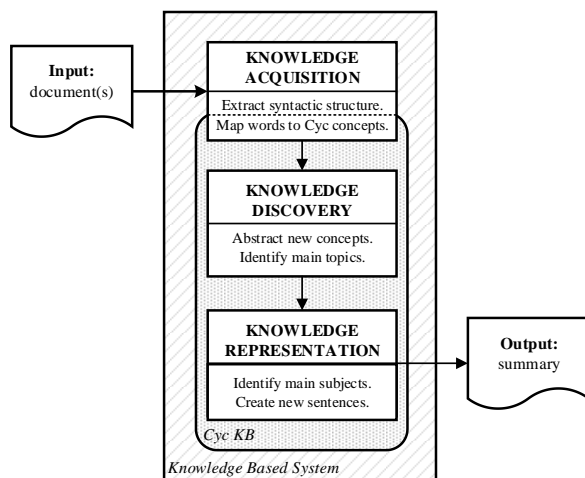 Input:
document(s)
KNOWLEDGE
ACQUISITION
Extract syntactic structure.
Map words to Cyc concepts.
KNOWLEDGE
DISCOVERY
Abstract new concepts.
Identify main topics.
KNOWLEDGE
REPRESENTATION
Identify main subjects.
Create new sentences.
Output:
summary
Cyc KB
Knowledge Based System